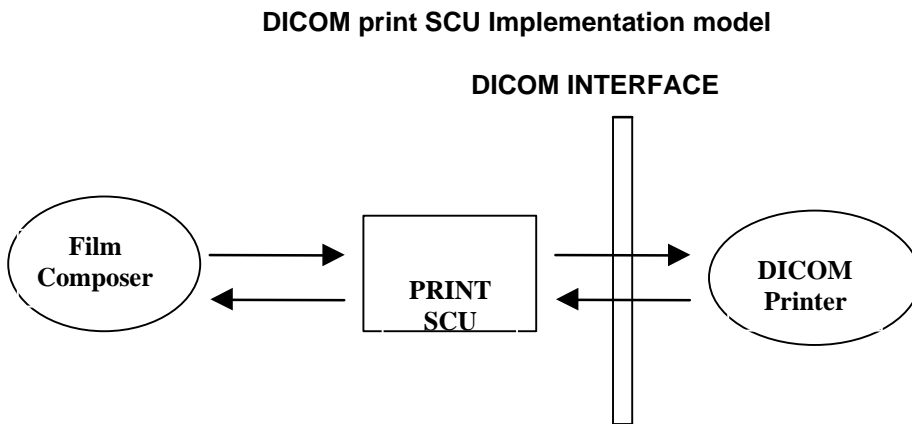 DICOM print SCU Implementation model
DICOM INTERFACE
Film
Composer
PRINT
SCU
DICOM
Printer